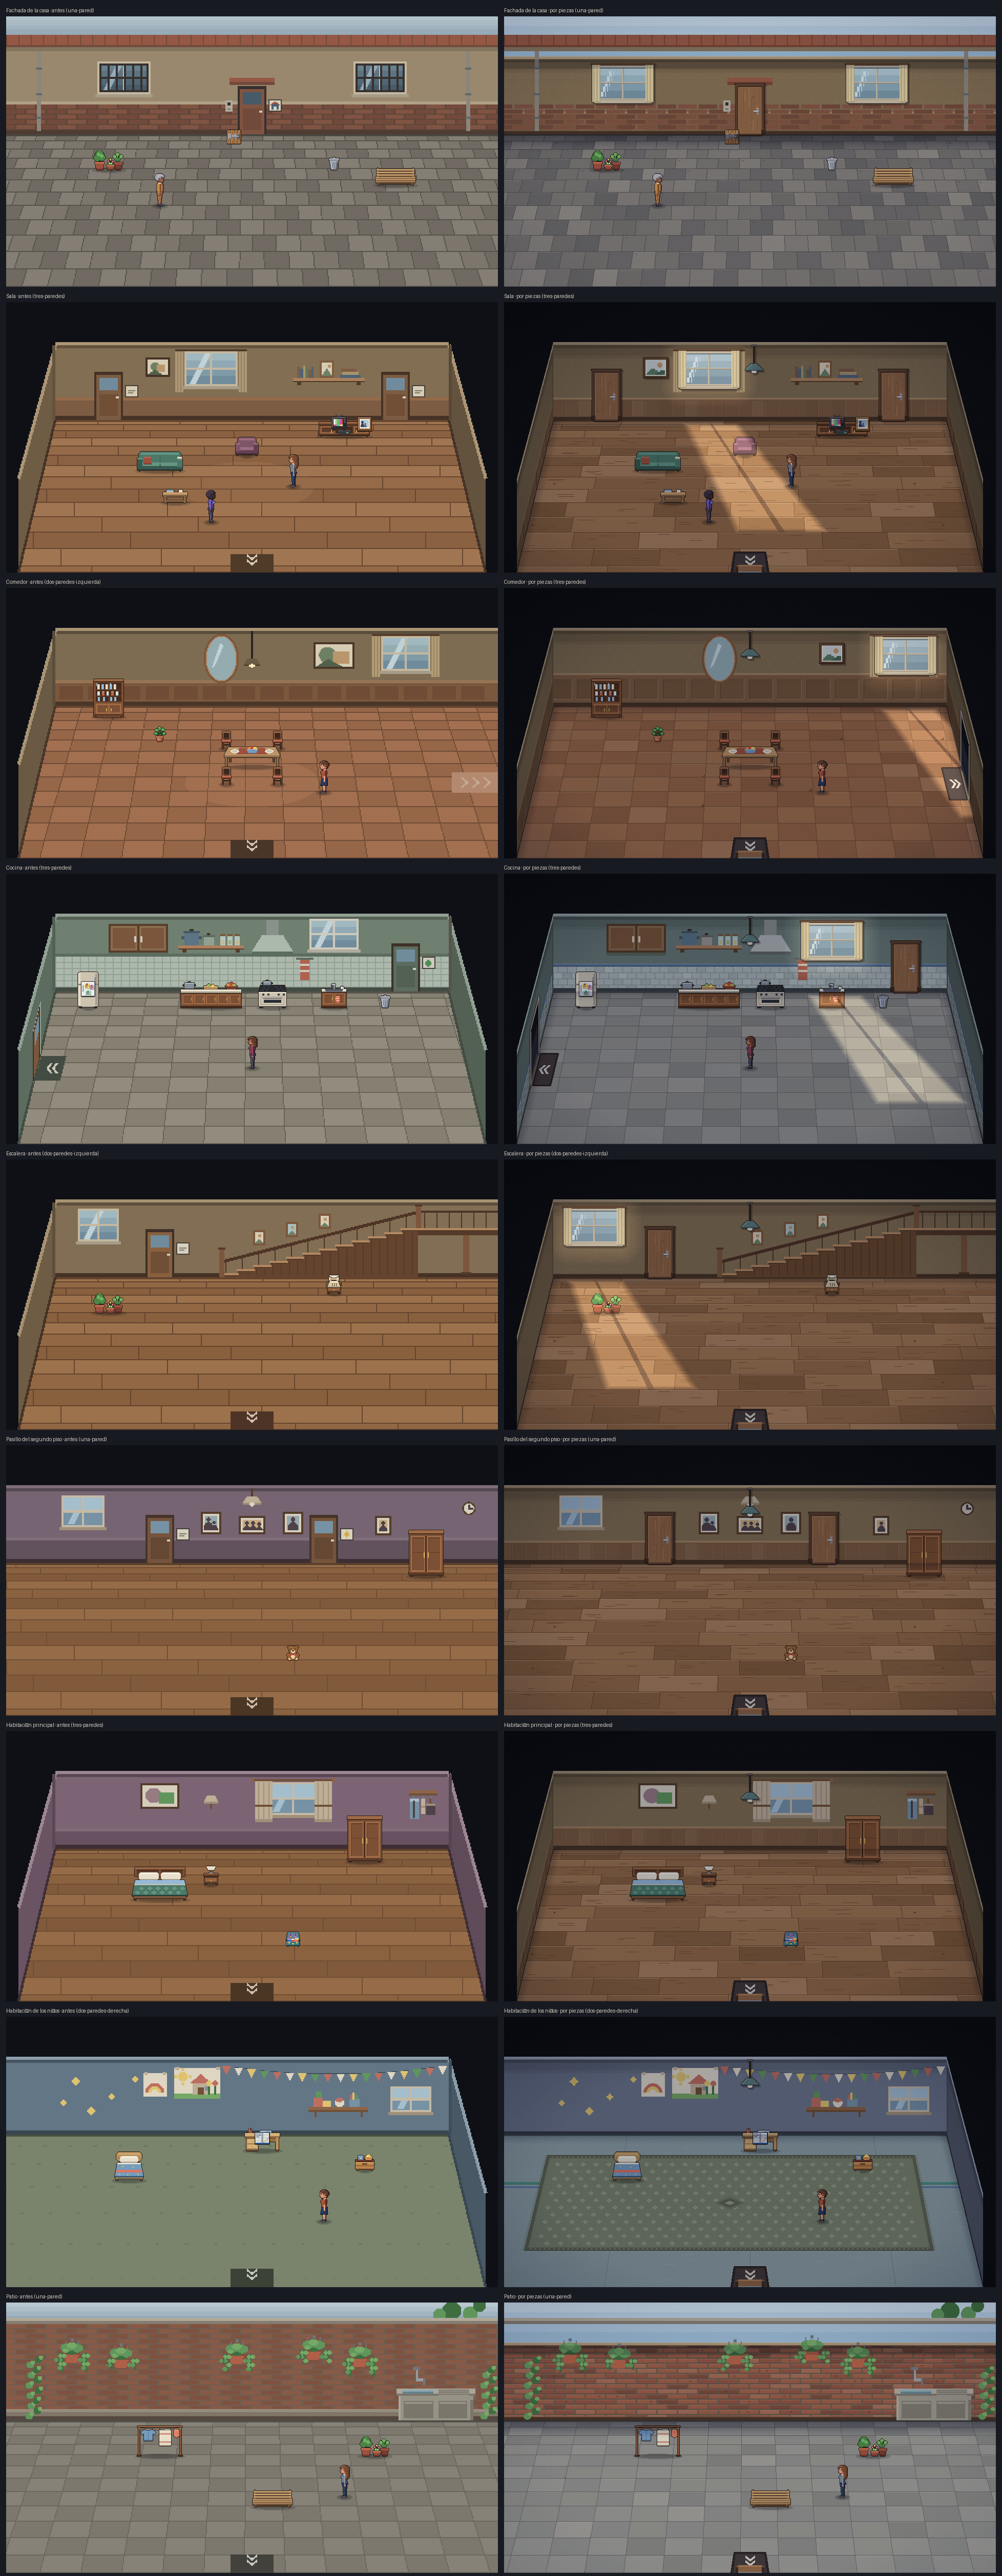 Fachada de la casa · antes (una-pared)
Fachada de la casa · por piezas (una-pared)
Sala · antes (tres-paredes)
Sala · por piezas (tres-paredes)
Comedor · antes (dos-paredes-izquierda)
Comedor · por piezas (tres-paredes)
Cocina · antes (tres-paredes)
Cocina · por piezas (tres-paredes)
Escalera · antes (dos-paredes-izquierda)
Escalera · por piezas (dos-paredes-izquierda)
Pasillo del segundo piso · antes (una-pared)
Pasillo del segundo piso · por piezas (una-pared)
Habitación principal · antes (tres-paredes)
Habitación principal · por piezas (tres-paredes)
Habitación de los niños · antes (dos-paredes-derecha)
Habitación de los niños · por piezas (dos-paredes-derecha)
Patio · antes (una-pared)
Patio · por piezas (una-pared)